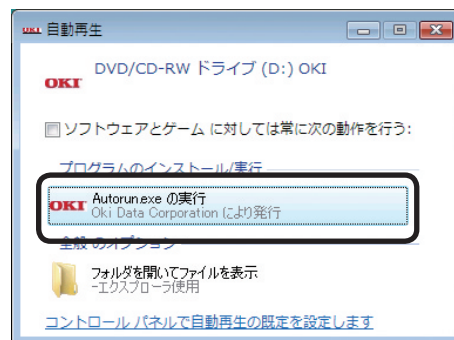 OKI 自動再生
DVD/CD-RW ドライブ (D:) OKI
OKI
ソフトウェアとゲーム に対しては常に次の動作を行う:
プログラムのインストール/実行
OKI Autorun.exe の実行
Oki Data Corporation により発行
全般 のオプション
フォルダを開いてファイルを表示
-エクスプローラ使用
コントロール パネルで自動再生の既定を設定します